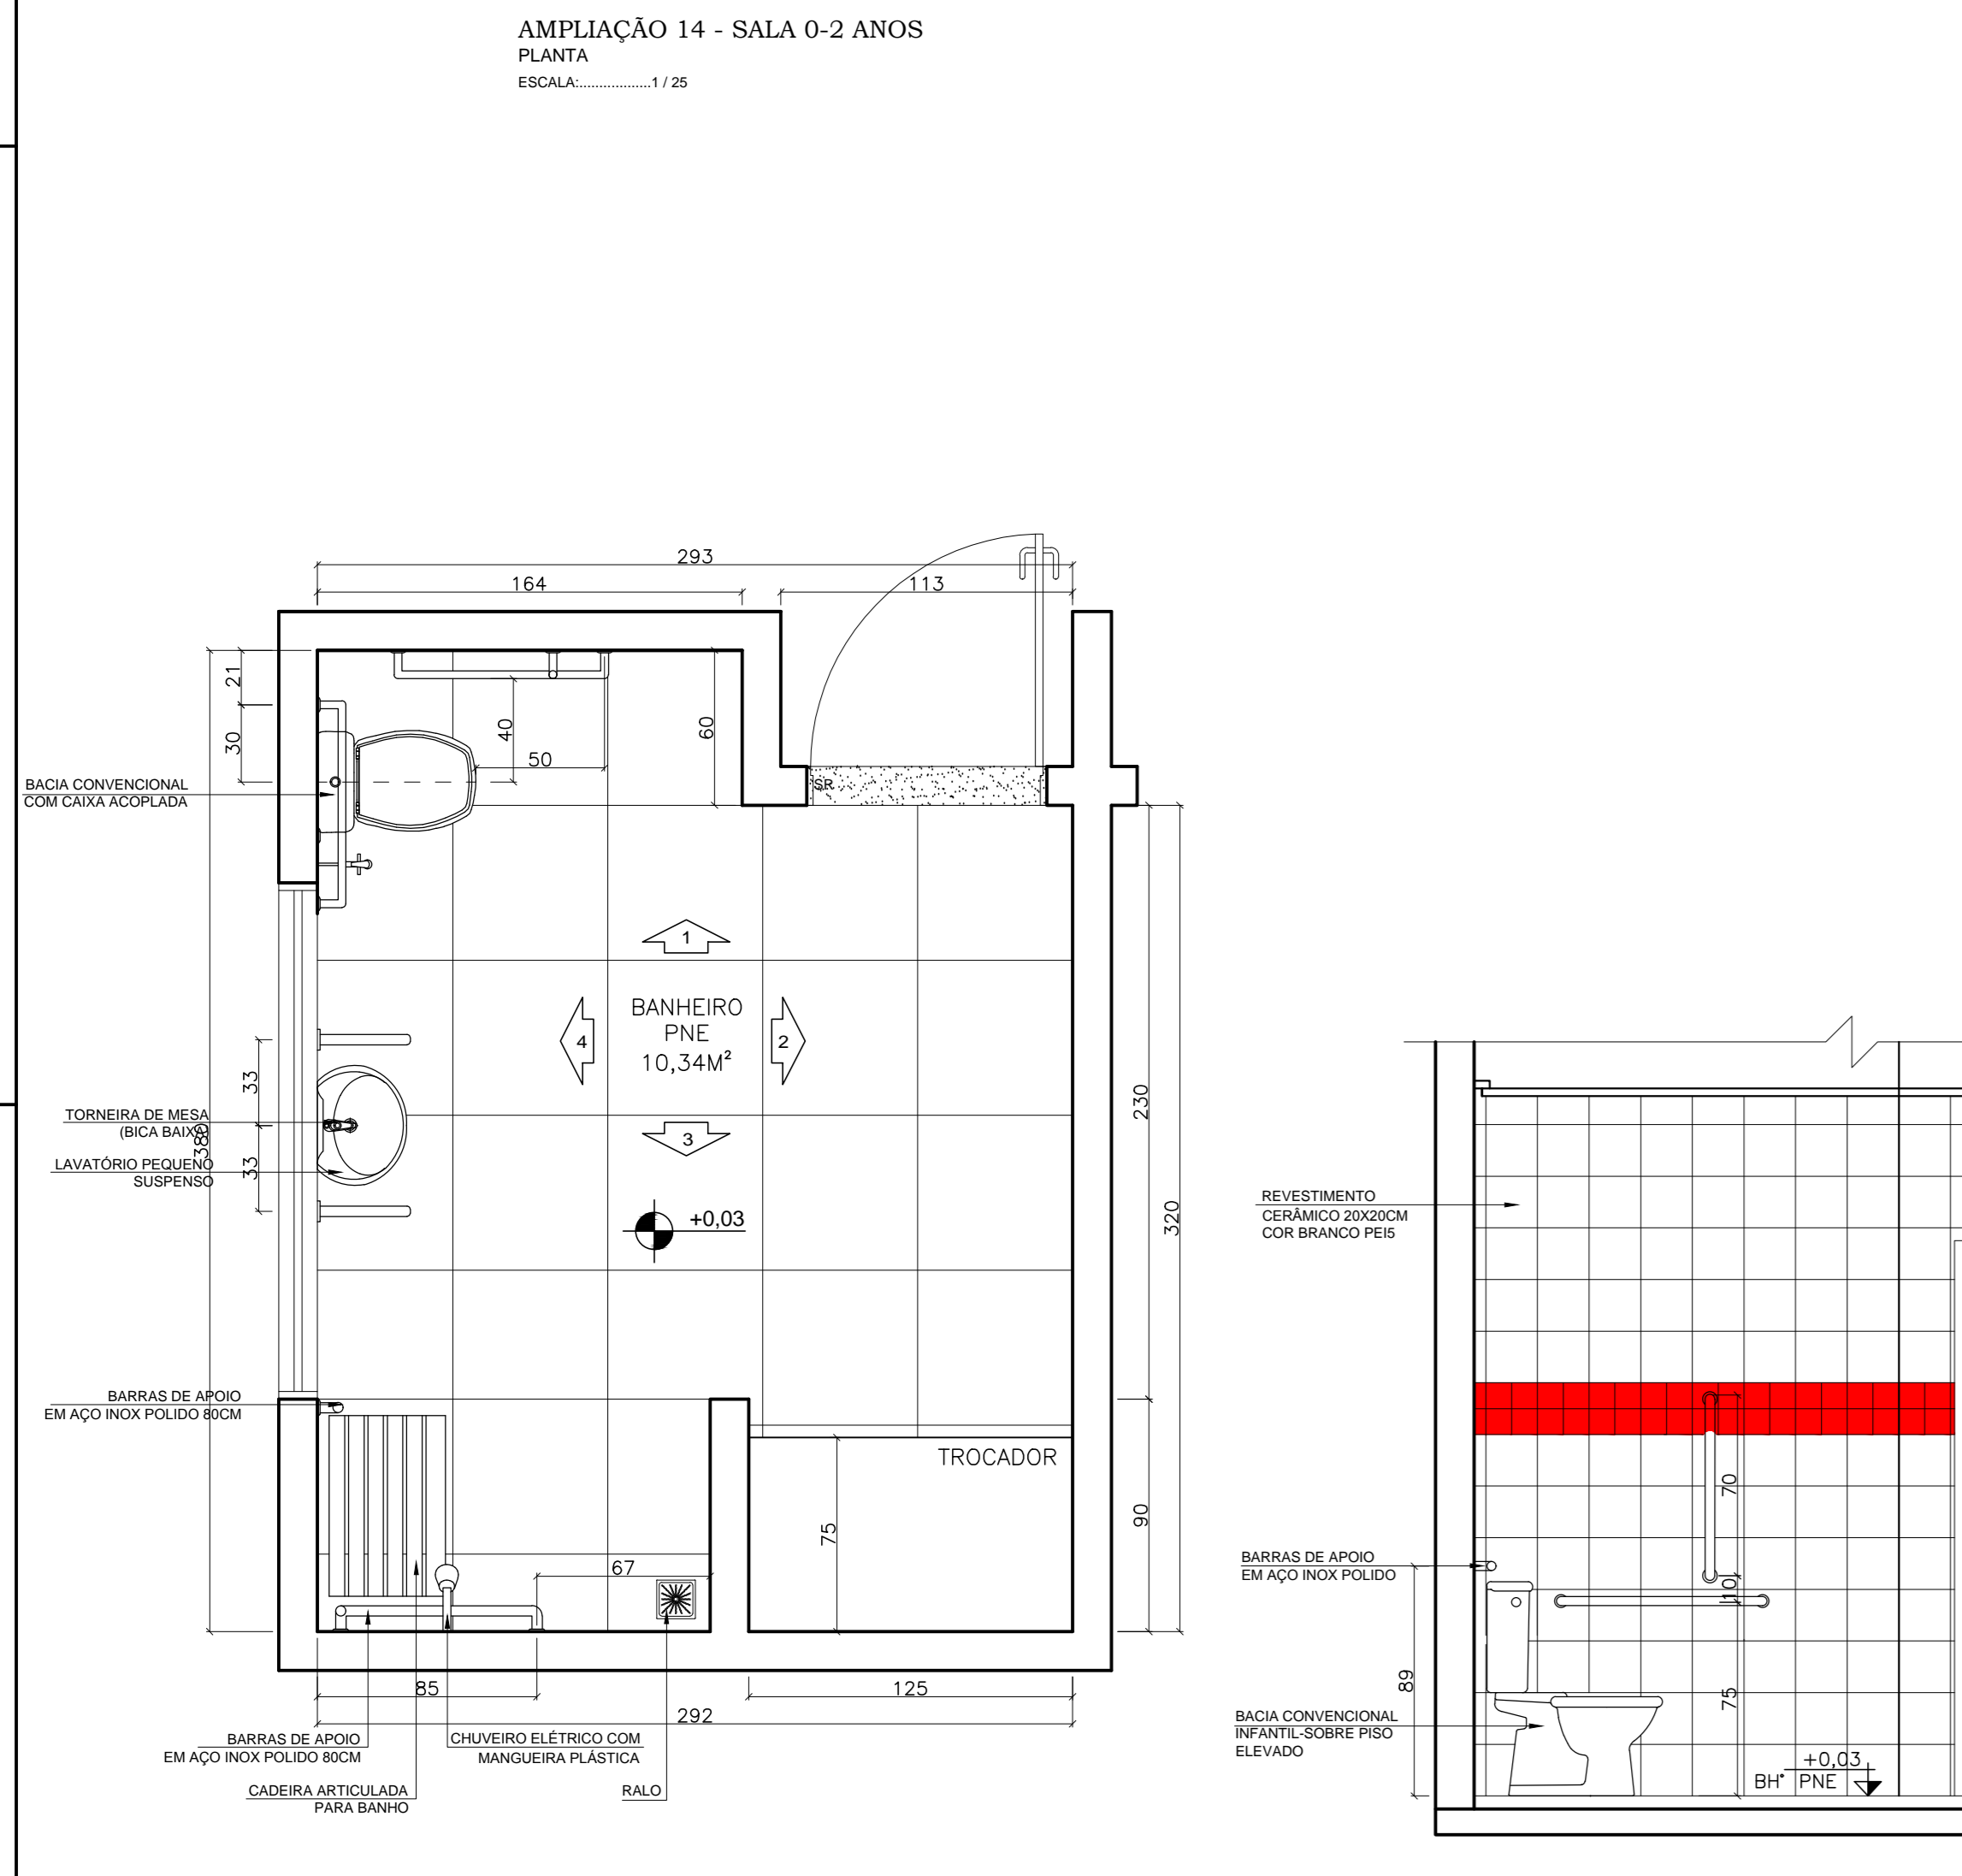 AMPLIAÇÃO 14 - SALA 0-2 ANOS
PLANTA
ESCALA:..................1 / 25
293
164
113
21
30
40
50
60
SR
BACIA CONVENCIONAL
COM CAIXA ACOPLADA
1
BANHEIRO
PNE
10,34M²
4
2
3
33
33
380
TORNEIRA DE MESA
(BICA BAIXA)
LAVATÓRIO PEQUENO
SUSPENSO
+0,03
230
320
90
BARRAS DE APOIO
EM AÇO INOX POLIDO 80CM
TROCADOR
75
67
85
125
292
BARRAS DE APOIO
EM AÇO INOX POLIDO 80CM
CHUVEIRO ELÉTRICO COM
MANGUEIRA PLÁSTICA
CADEIRA ARTICULADA
PARA BANHO
RALO
REVESTIMENTO
CERÂMICO 20X20CM
COR BRANCO PEI5
BARRAS DE APOIO
EM AÇO INOX POLIDO
70
10
75
89
BACIA CONVENCIONAL
INFANTIL-SOBRE PISO
ELEVADO
+0,03
BH° PNE